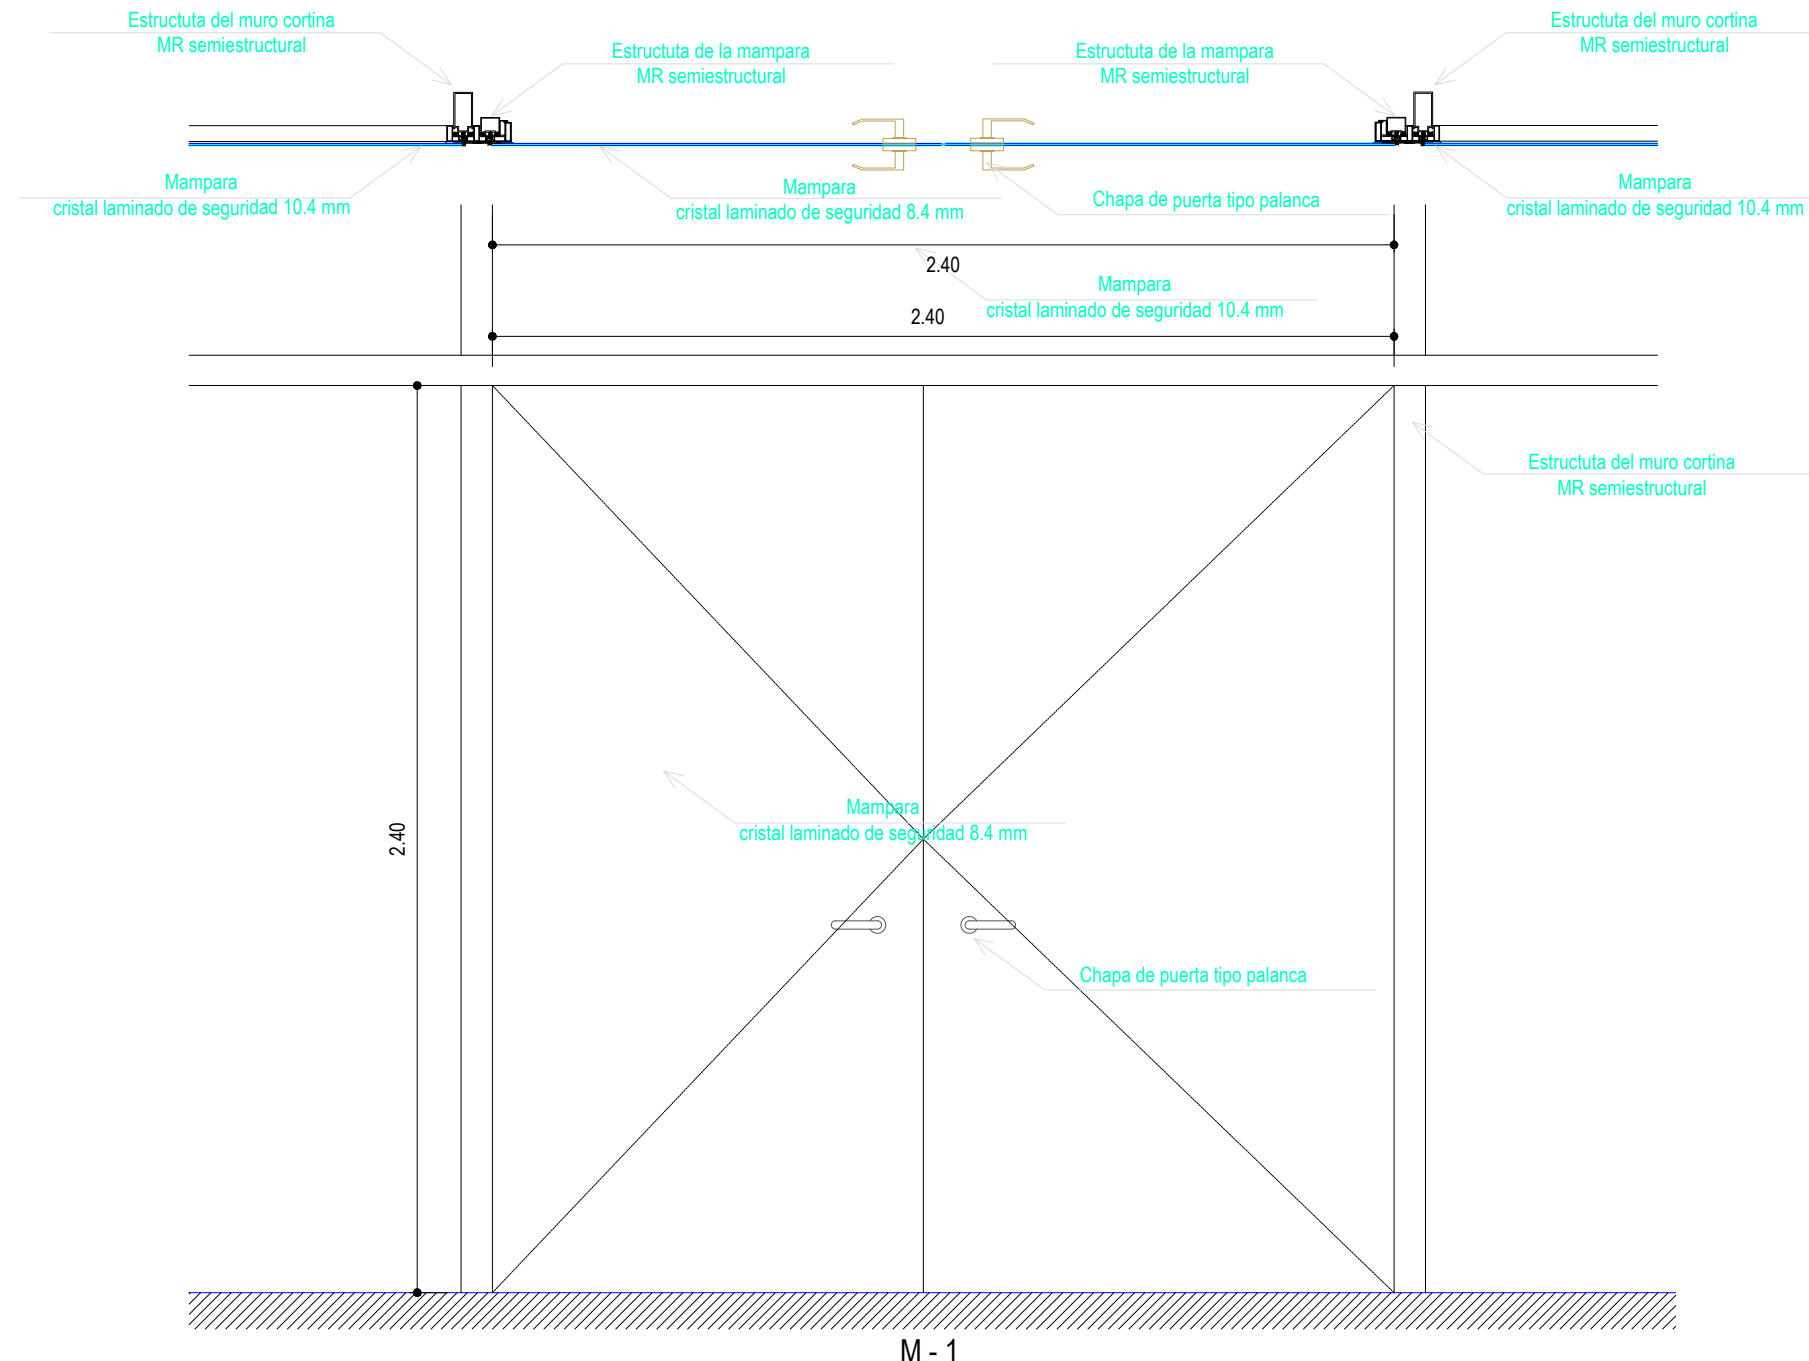 Estructuta del muro cortina
MR semiestructural
Estructuta de la mampara
MR semiestructural
Estructuta de la mampara
MR semiestructural
Estructuta del muro cortina
MR semiestructural
Mampara
cristal laminado de seguridad 10.4 mm
Mampara
cristal laminado de seguridad 8.4 mm
Chapa de puerta tipo palanca
Mampara
cristal laminado de seguridad 10.4 mm
2.40
Mampara
cristal laminado de seguridad 10.4 mm
2.40
Estructuta del muro cortina
MR semiestructural
2.40
Mampara
cristal laminado de seguridad 8.4 mm
Chapa de puerta tipo palanca
M - 1